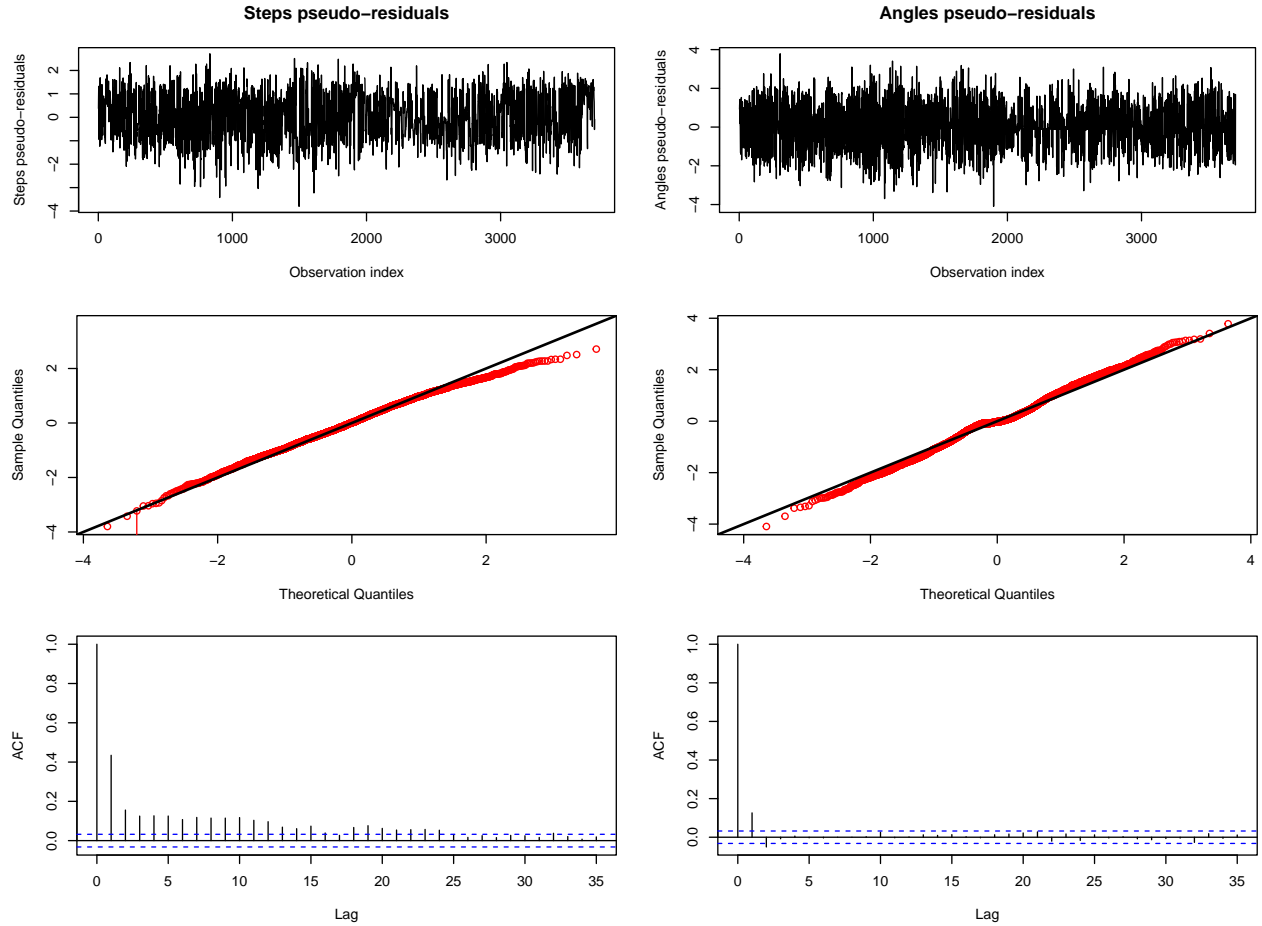 Steps pseudo−residuals
Steps pseudo−residuals
2
1
0
−2
−4
0 1000 2000 3000
Observation index
Angles pseudo−residuals
Angles pseudo−residuals
4
2
0
−2
−4
0 1000 2000 3000
Observation index
Sample Quantiles
2
0
−2
−4
−4 −2 0 2
Theoretical Quantiles
Sample Quantiles
4
2
0
−2
−4
−4 −2 0 2 4
Theoretical Quantiles
ACF
1.0
0.8
0.6
0.4
0.2
0.0
0 5 10 15 20 25 30 35
Lag
ACF
1.0
0.8
0.6
0.4
0.2
0.0
0 5 10 15 20 25 30 35
Lag